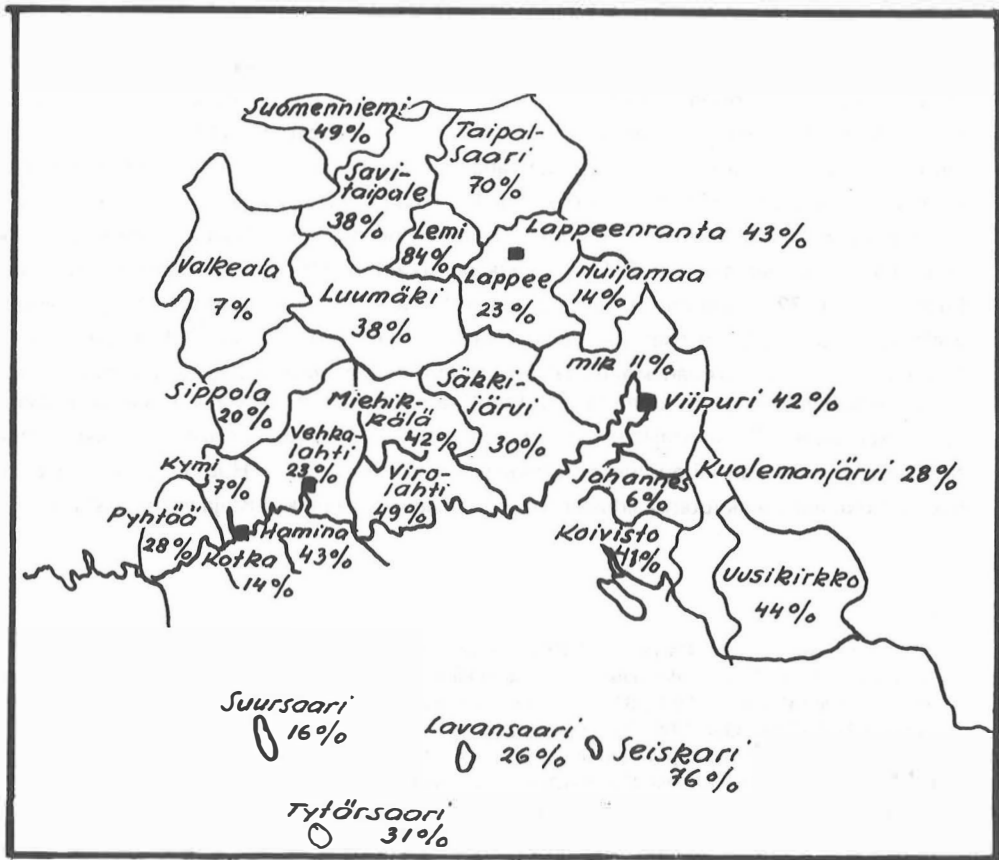 Suomenniemi
49%
Taipal-
saari
70%
Savi-
taipale
38%
Lemi
84%
Lappeenranta 43%
Lappee
23%
Nuijamaa
14%
Valkeala
7%
Luumäki
38%
mlk 11%
Viipuri 42%
Sippola
20%
Miehik-
kälä
42%
Säkki-
järvi
30%
Vehka-
lahti
23%
Viro-
lahti
49%
Kymi
7%
Johannes
6%
Kuolemanjärvi 28%
Pyhtää
28%
Hamina
43%
Kotka
14%
Koivisto
41%
Uusikirkko
44%
Suursaari
16%
Lavansaari
26%
Seiskari
76%
Tytärsaari
31%